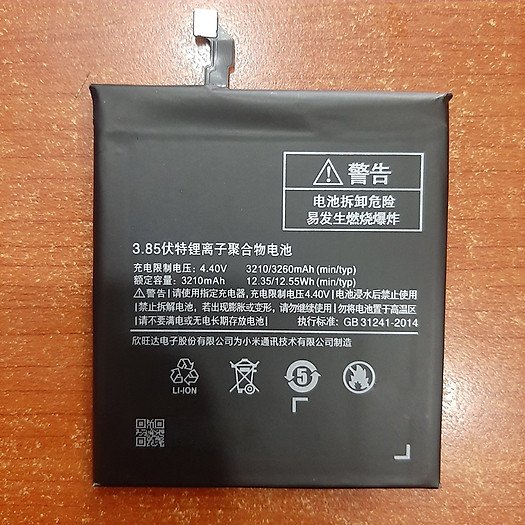 警告
电池拆卸危险
易发生燃烧爆炸
3.85伏特锂离子聚合物电池
充电限制电压: 4.40V 3210/3260mAh (min/typ)
额定容量: 3210mAh 12.35/12.55Wh (min/typ)
警告|请使用指定充电器, 充电限制电压4.40V|电池浸水后禁止使用
|禁止拆解电池, 若出现膨胀或变形, 请勿继续使用|勿将电池置于高温区
|请不要满电或无电长期存放电池| 执行标准: GB 31241-2014
欣旺达电子股份有限公司为小米通讯技术有限公司制造
5
LI-ION